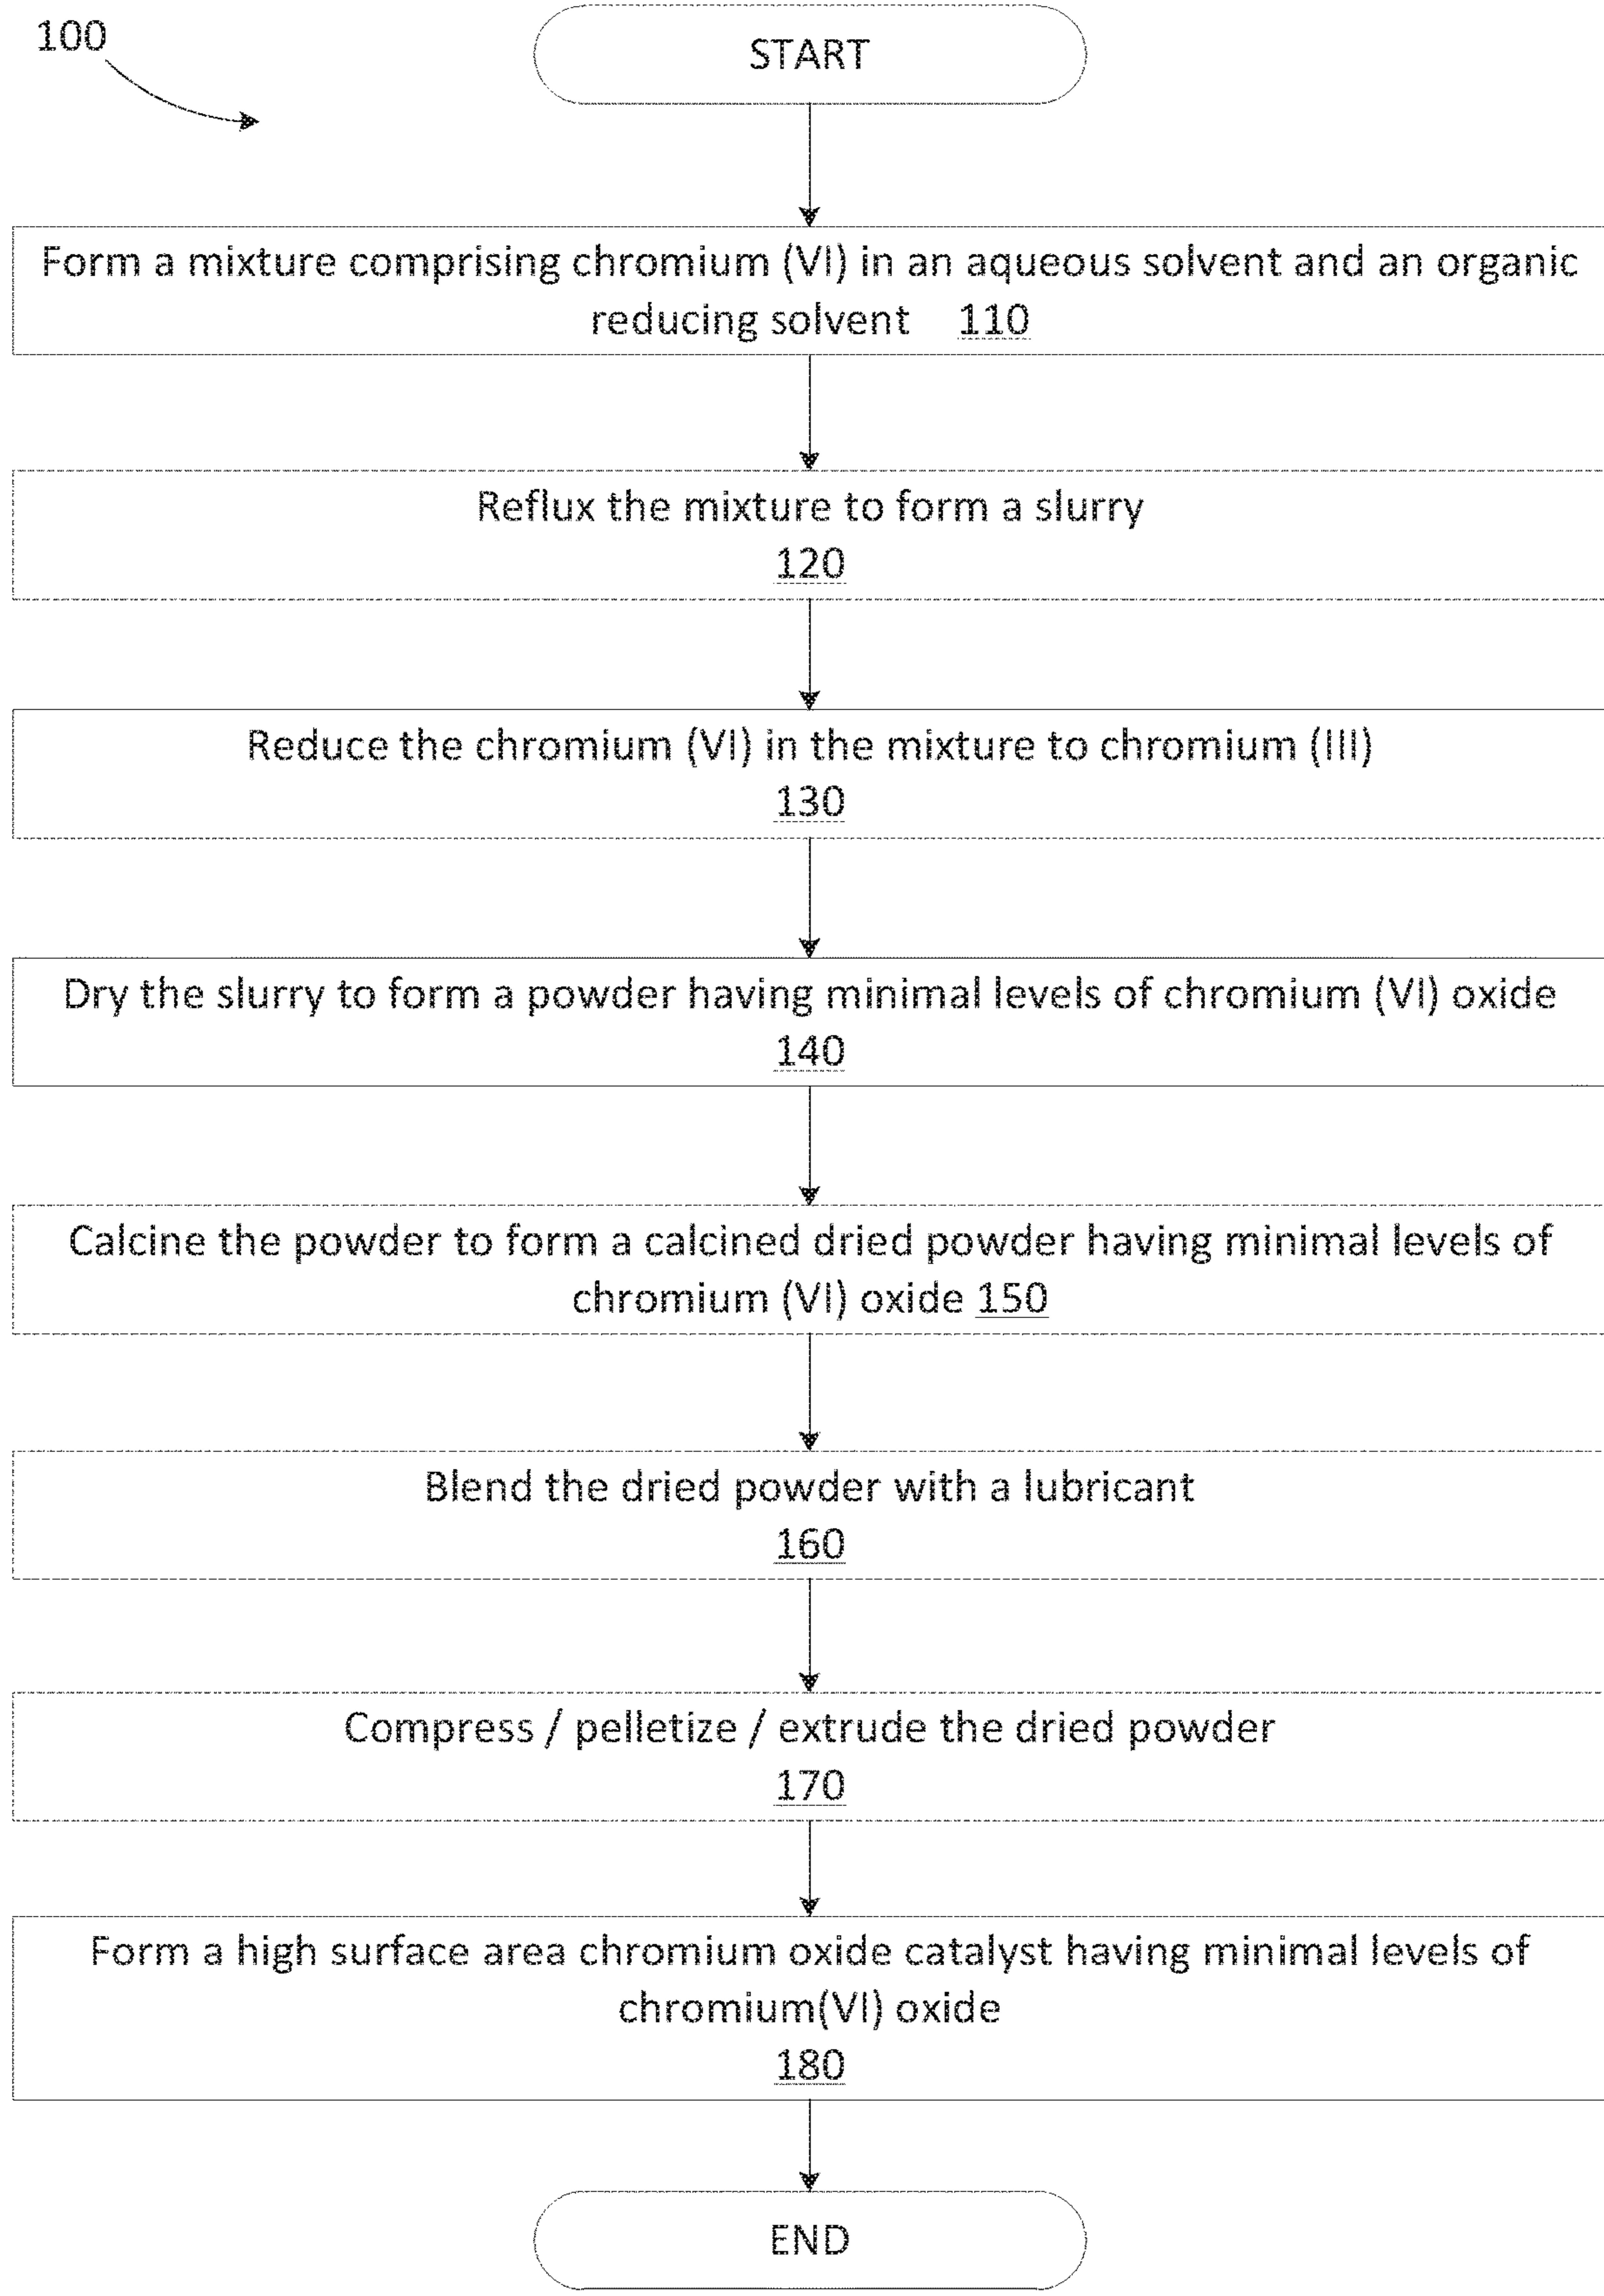 100
START
Form a mixture comprising chromium (VI) in an aqueous solvent and an organic
reducing solvent 110
Reflux the mixture to form a slurry
120
Reduce the chromium (VI) in the mixture to chromium (III)
130
Dry the slurry to form a powder having minimal levels of chromium (VI) oxide
140
Calcine the powder to form a calcined dried powder having minimal levels of
chromium (VI) oxide 150
Blend the dried powder with a lubricant
160
Compress / pelletize / extrude the dried powder
170
Form a high surface area chromium oxide catalyst having minimal levels of
chromium(VI) oxide
180
END